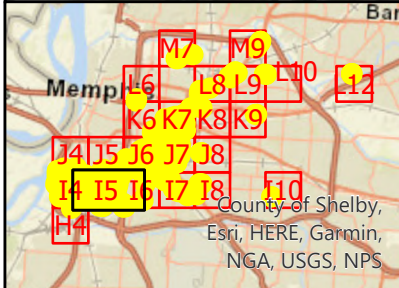 Bar
M7 M9
L6 L8 L9 L10 L12
Memphis
K6 K7 K8 K9
J4 J5 J6 J7 J8
I4 I5 I6 I7 I8 I10
H4
County of Shelby,
Esri, HERE, Garmin,
NGA, USGS, NPS